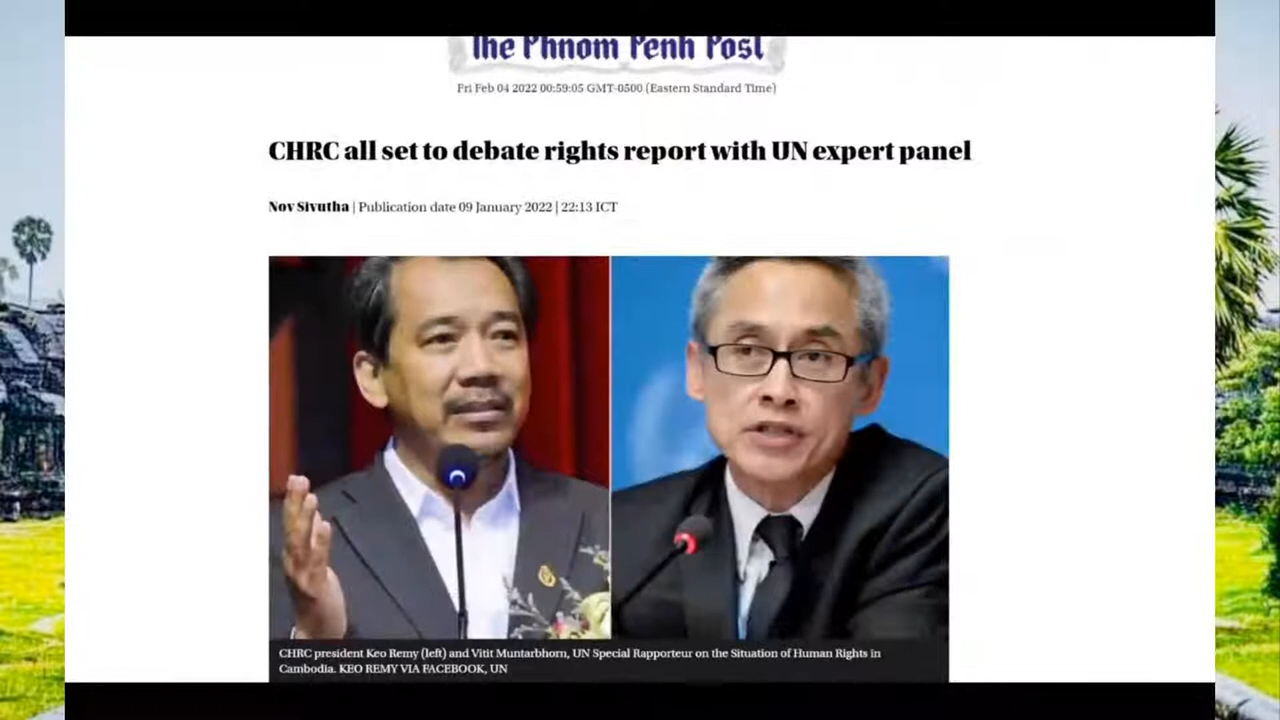 The Phnom Penh Post
Fri Feb 04 2022 00:59:05 GMT-0500 (Eastern Standard Time)
CHRC all set to debate rights report with UN expert panel
Nov Sivutha | Publication date 09 January 2022 | 22:13 ICT
CHRC president Keo Remy (left) and Vitit Muntarbhorn, UN Special Rapporteur on the Situation of Human Rights in
Cambodia. KEO REMY VIA FACEBOOK, UN